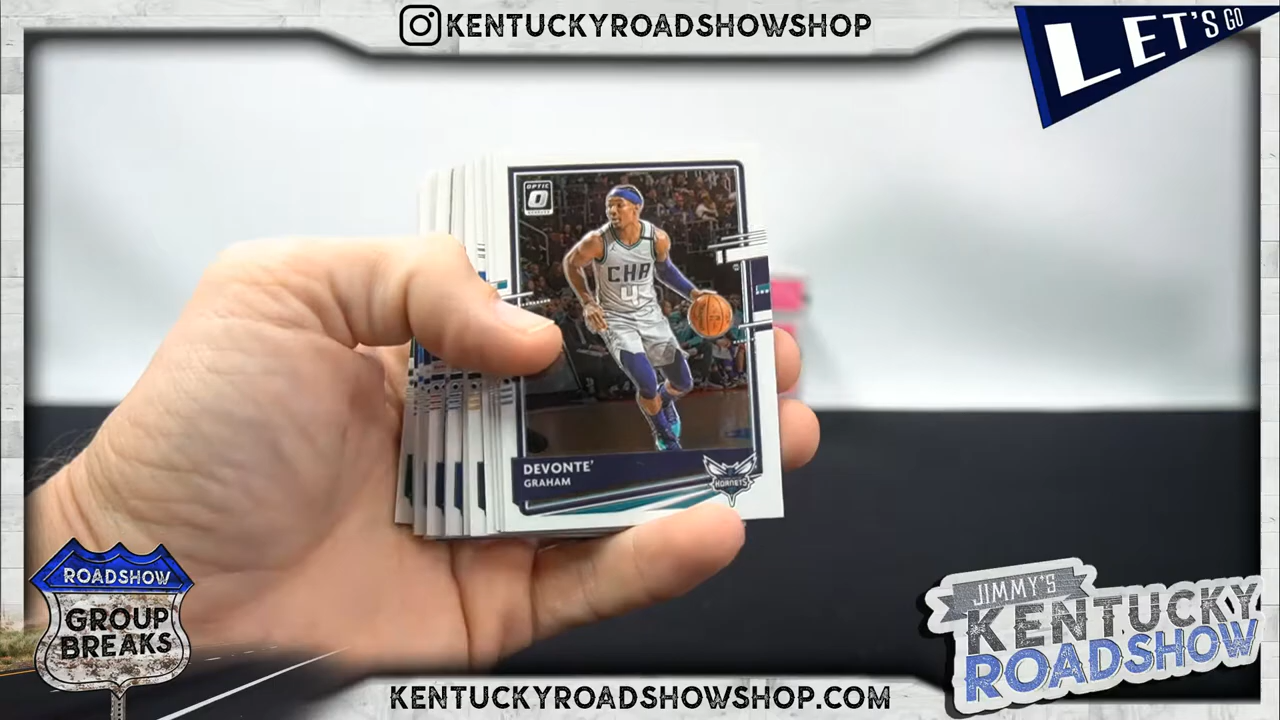 KENTUCKYROADSHOWSHOP
LET'S GO
OPTIC
CHA
4
DEVONTE'
GRAHAM
HORNETS
ROADSHOW
GROUP
BREAKS
JIMMY'S
KENTUCKY
ROADSHOW
KENTUCKYROADSHOWSHOP.COM